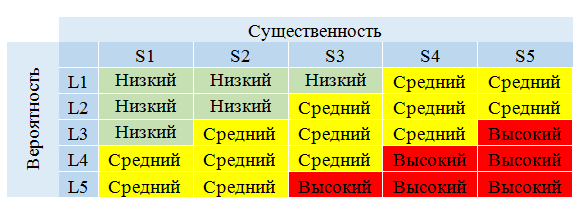 Существенность
S1 S2 S3 S4 S5
Вероятность
L1 Низкий Низкий Низкий Средний Средний
L2 Низкий Низкий Средний Средний Средний
L3 Низкий Средний Средний Средний Высокий
L4 Средний Средний Средний Высокий Высокий
L5 Средний Средний Высокий Высокий Высокий